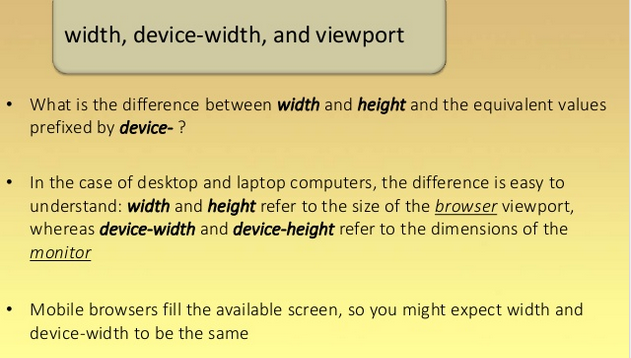 width, device-width, and viewport
• What is the difference between width and height and the equivalent values
prefixed by device- ?
• In the case of desktop and laptop computers, the difference is easy to
understand: width and height refer to the size of the browser viewport,
whereas device-width and device-height refer to the dimensions of the
monitor
• Mobile browsers fill the available screen, so you might expect width and
device-width to be the same